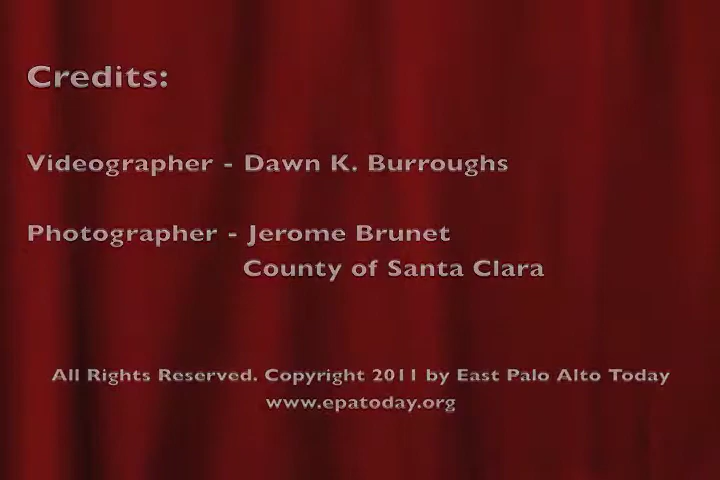 Credits:
Videographer - Dawn K. Burroughs
Photographer - Jerome Brunet
County of Santa Clara
All Rights Reserved. Copyright 2011 by East Palo Alto Today
www.epatoday.org